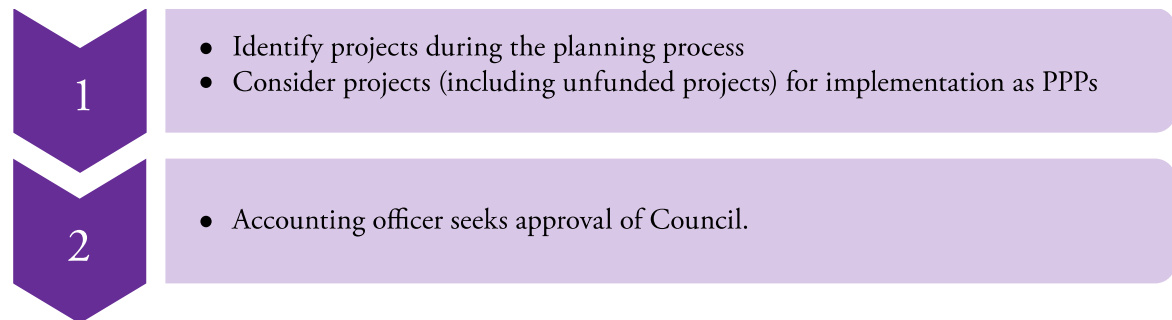 1
● Identify projects during the planning process
● Consider projects (including unfunded projects) for implementation as PPPs
2
● Accounting officer seeks approval of Council.